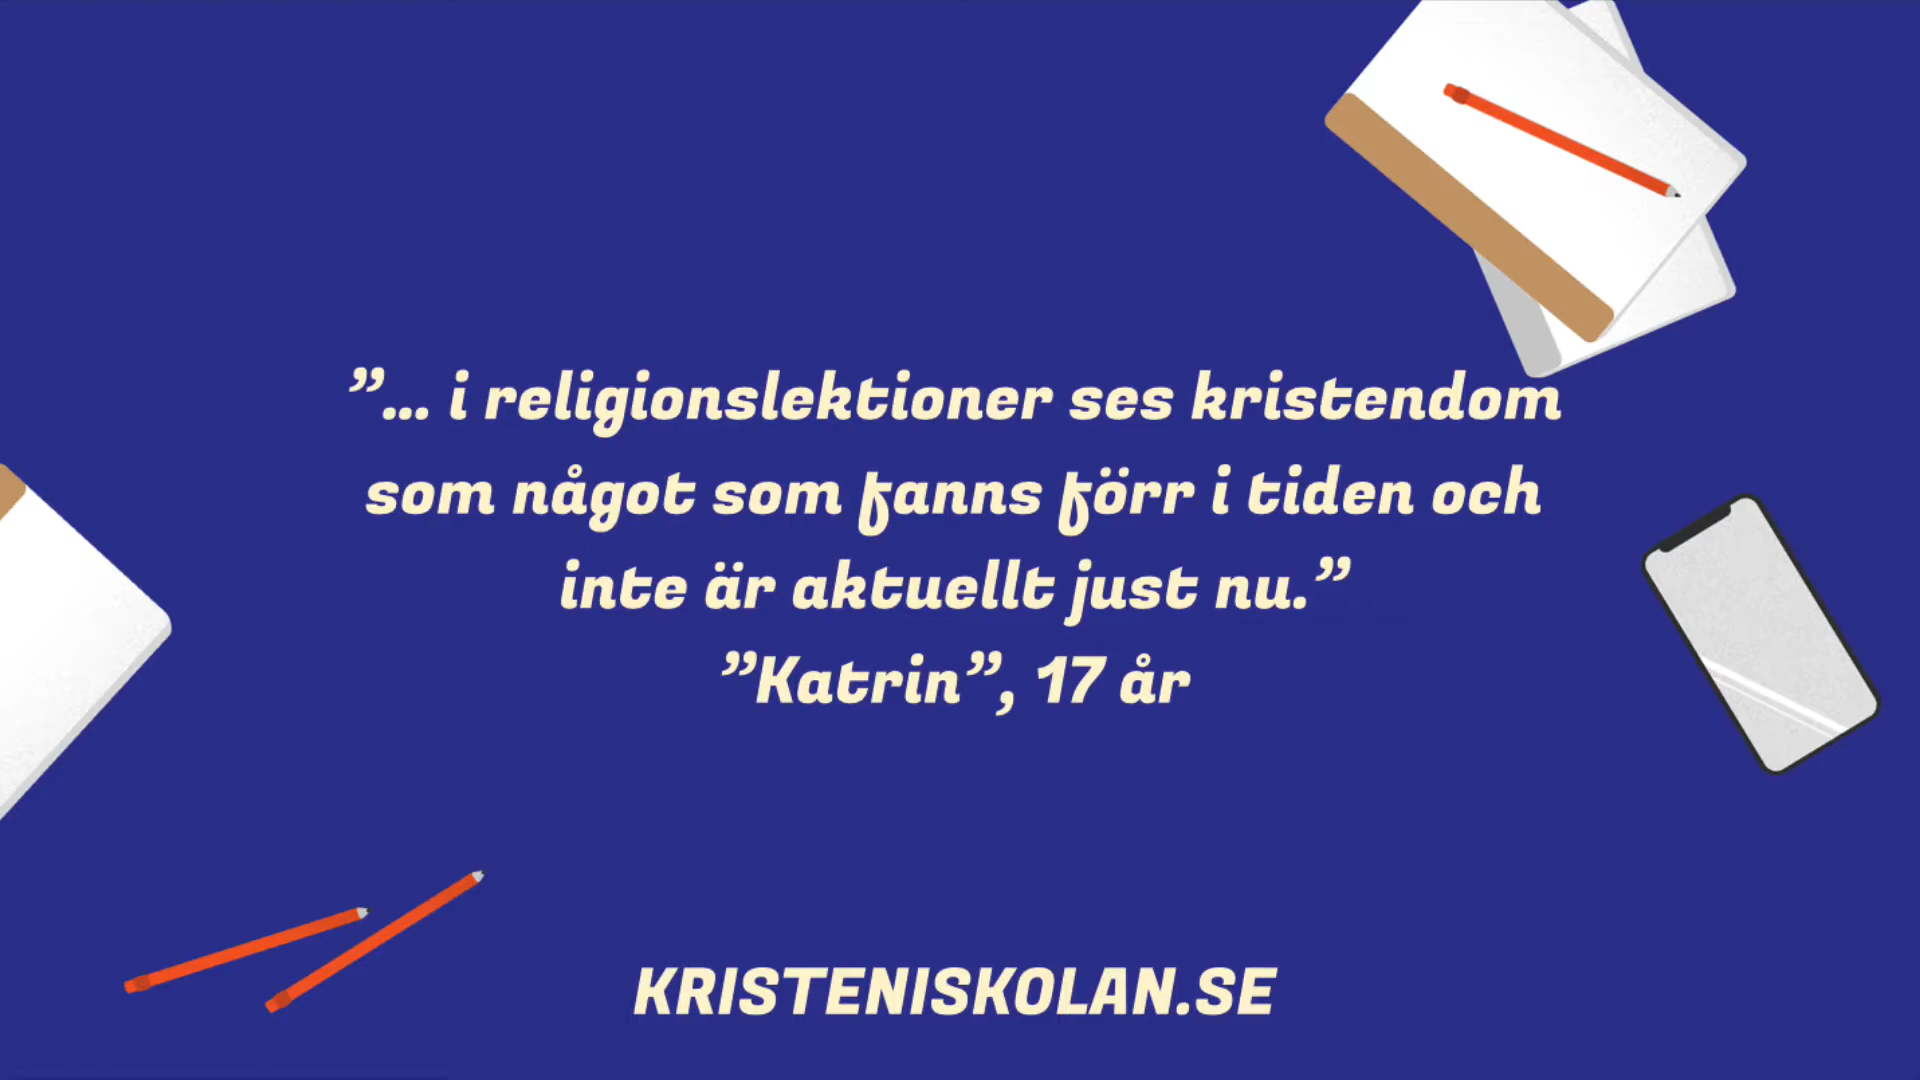 ”... i religionslektioner ses kristendom
som något som fanns förr i tiden och
inte är aktuellt just nu.”
”Katrin”, 17 år
KRISTENISKOLAN.SE